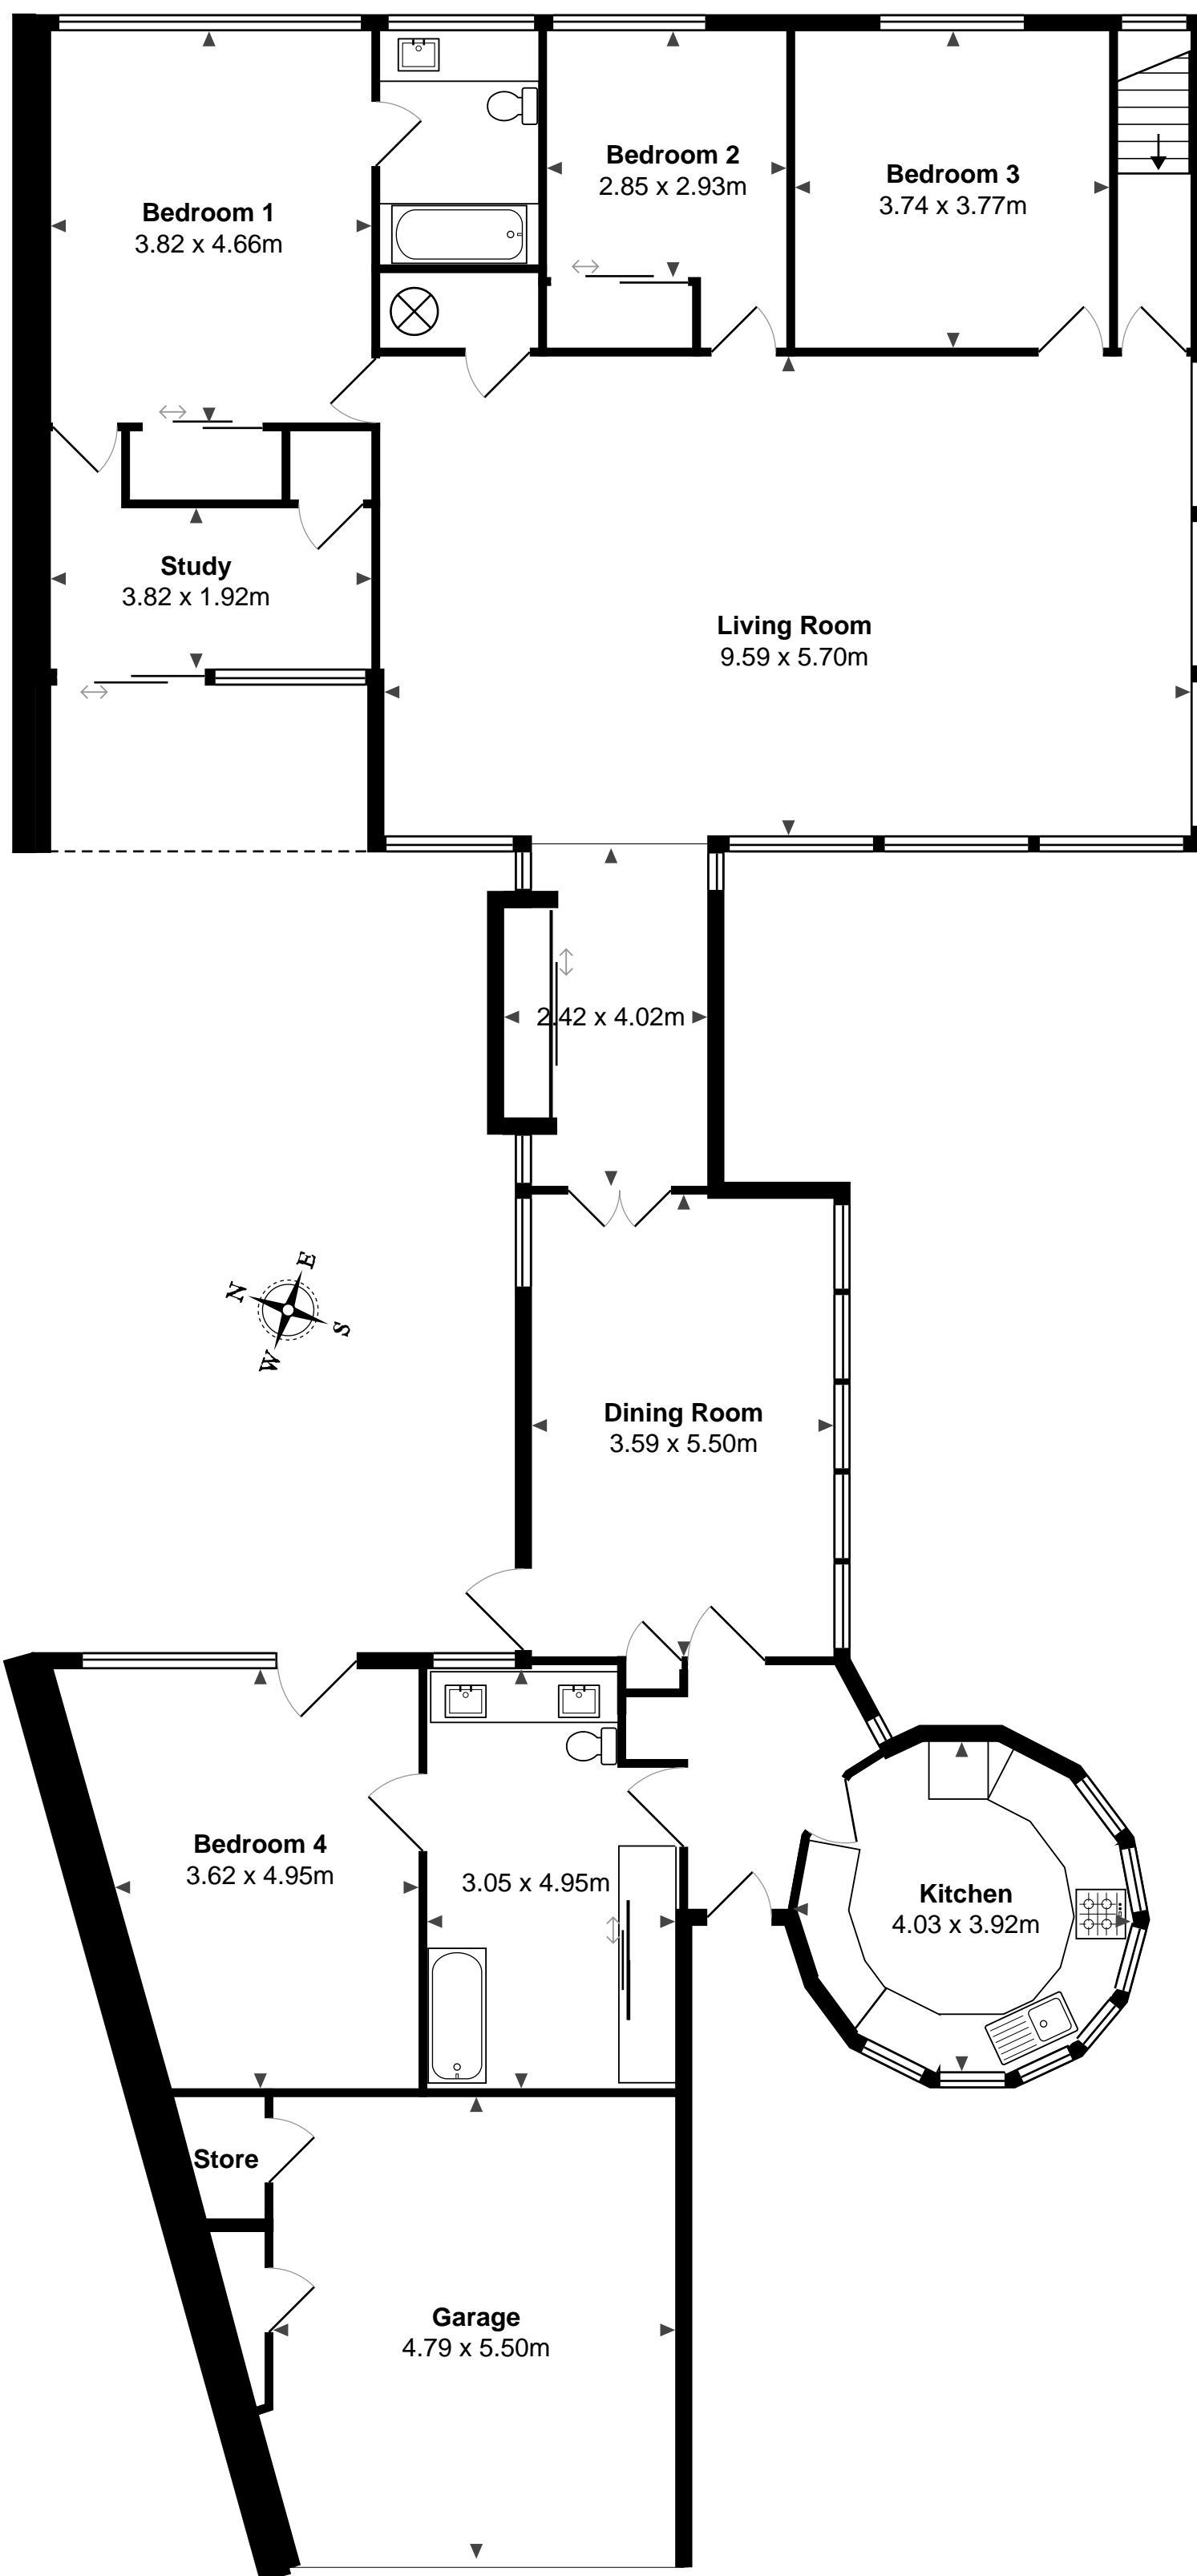 Bedroom 1
3.82 x 4.66m
Bedroom 2
2.85 x 2.93m
Bedroom 3
3.74 x 3.77m
Study
3.82 x 1.92m
Living Room
9.59 x 5.70m
2.42 x 4.02m
N
E
S
W
Dining Room
3.59 x 5.50m
Bedroom 4
3.62 x 4.95m
3.05 x 4.95m
Kitchen
4.03 x 3.92m
Store
Garage
4.79 x 5.50m